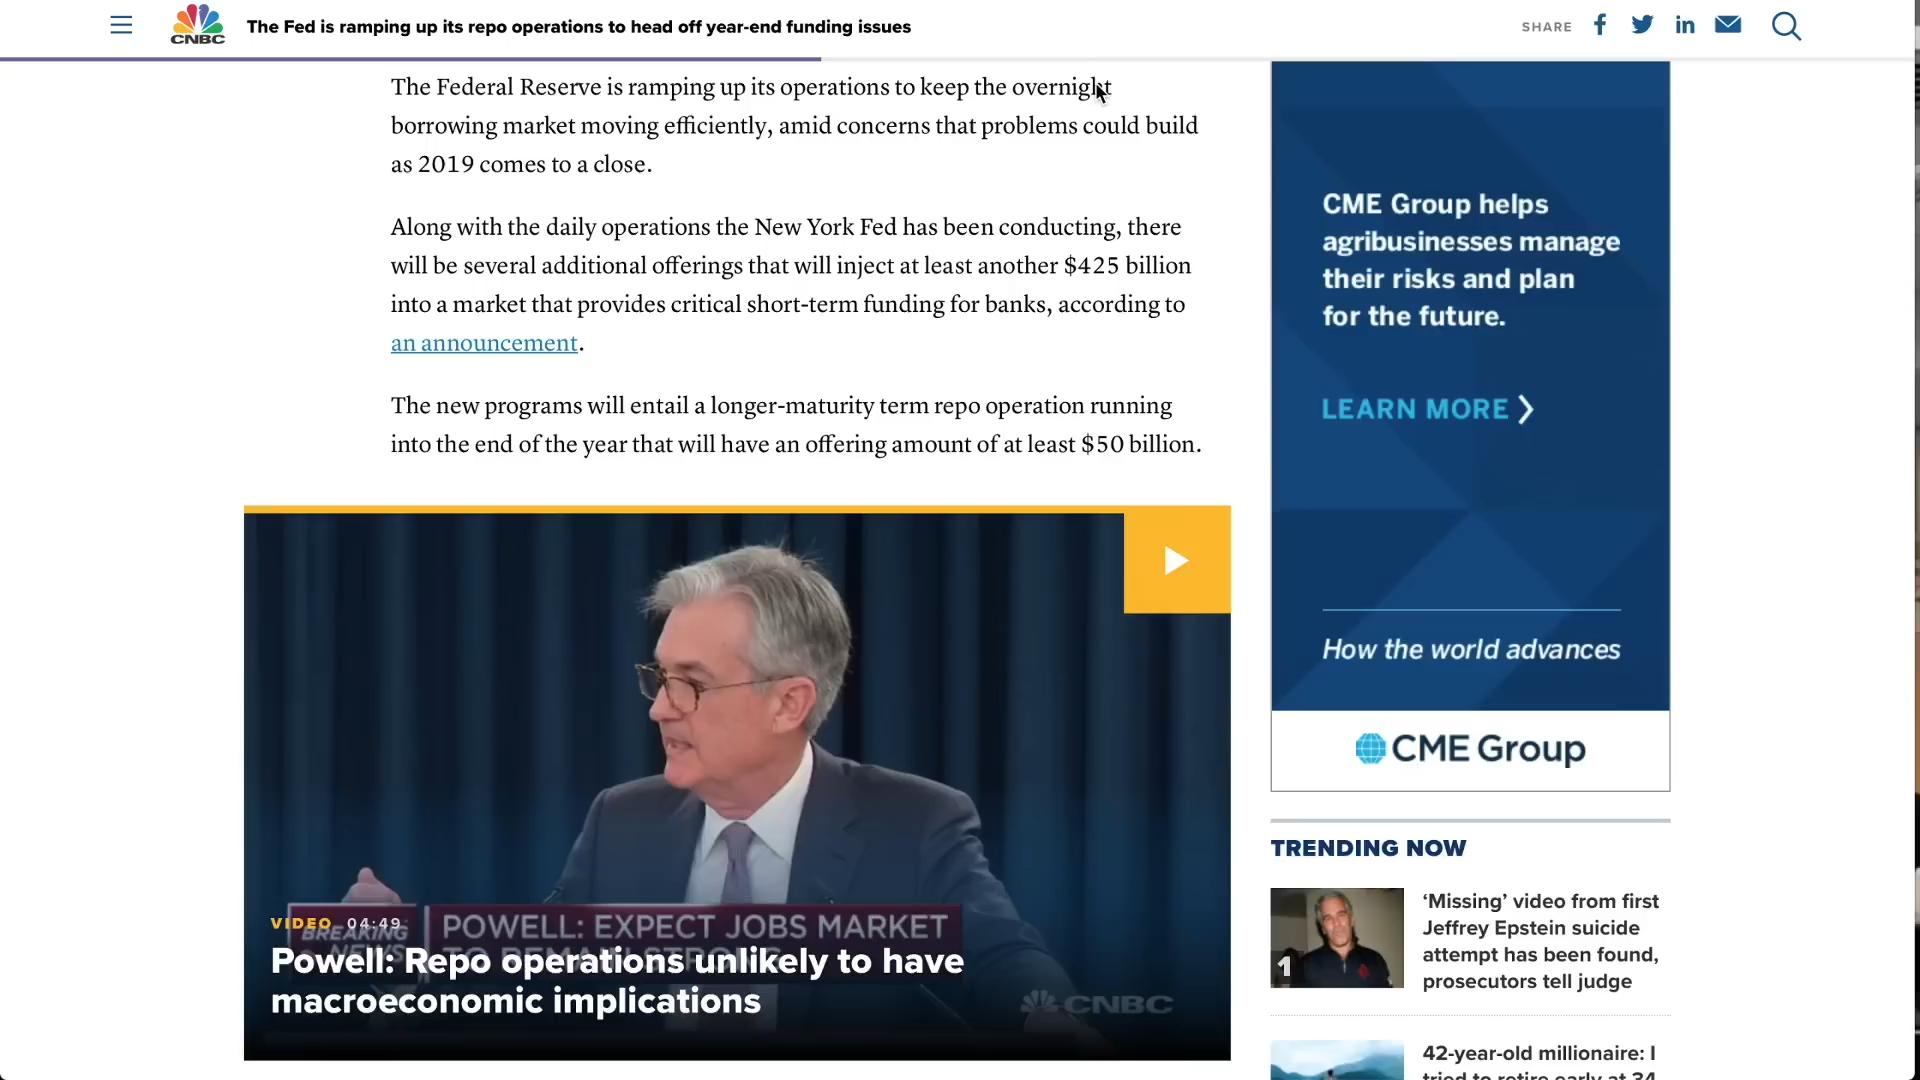 CNBC
The Fed is ramping up its repo operations to head off year-end funding issues
SHARE
The Federal Reserve is ramping up its operations to keep the overnight
borrowing market moving efficiently, amid concerns that problems could build
as 2019 comes to a close.
Along with the daily operations the New York Fed has been conducting, there
will be several additional offerings that will inject at least another $425 billion
into a market that provides critical short-term funding for banks, according to
an announcement.
The new programs will entail a longer-maturity term repo operation running
into the end of the year that will have an offering amount of at least $50 billion.
VIDEO 04:49
BREAKING
NEWS
POWELL: EXPECT JOBS MARKET
Powell: Repo operations unlikely to have
macroeconomic implications
CNBC
CME Group helps
agribusinesses manage
their risks and plan
for the future.
LEARN MORE
How the world advances
CME Group
TRENDING NOW
1
‘Missing’ video from first
Jeffrey Epstein suicide
attempt has been found,
prosecutors tell judge
42-year-old millionaire: I
tried to retire early at 34